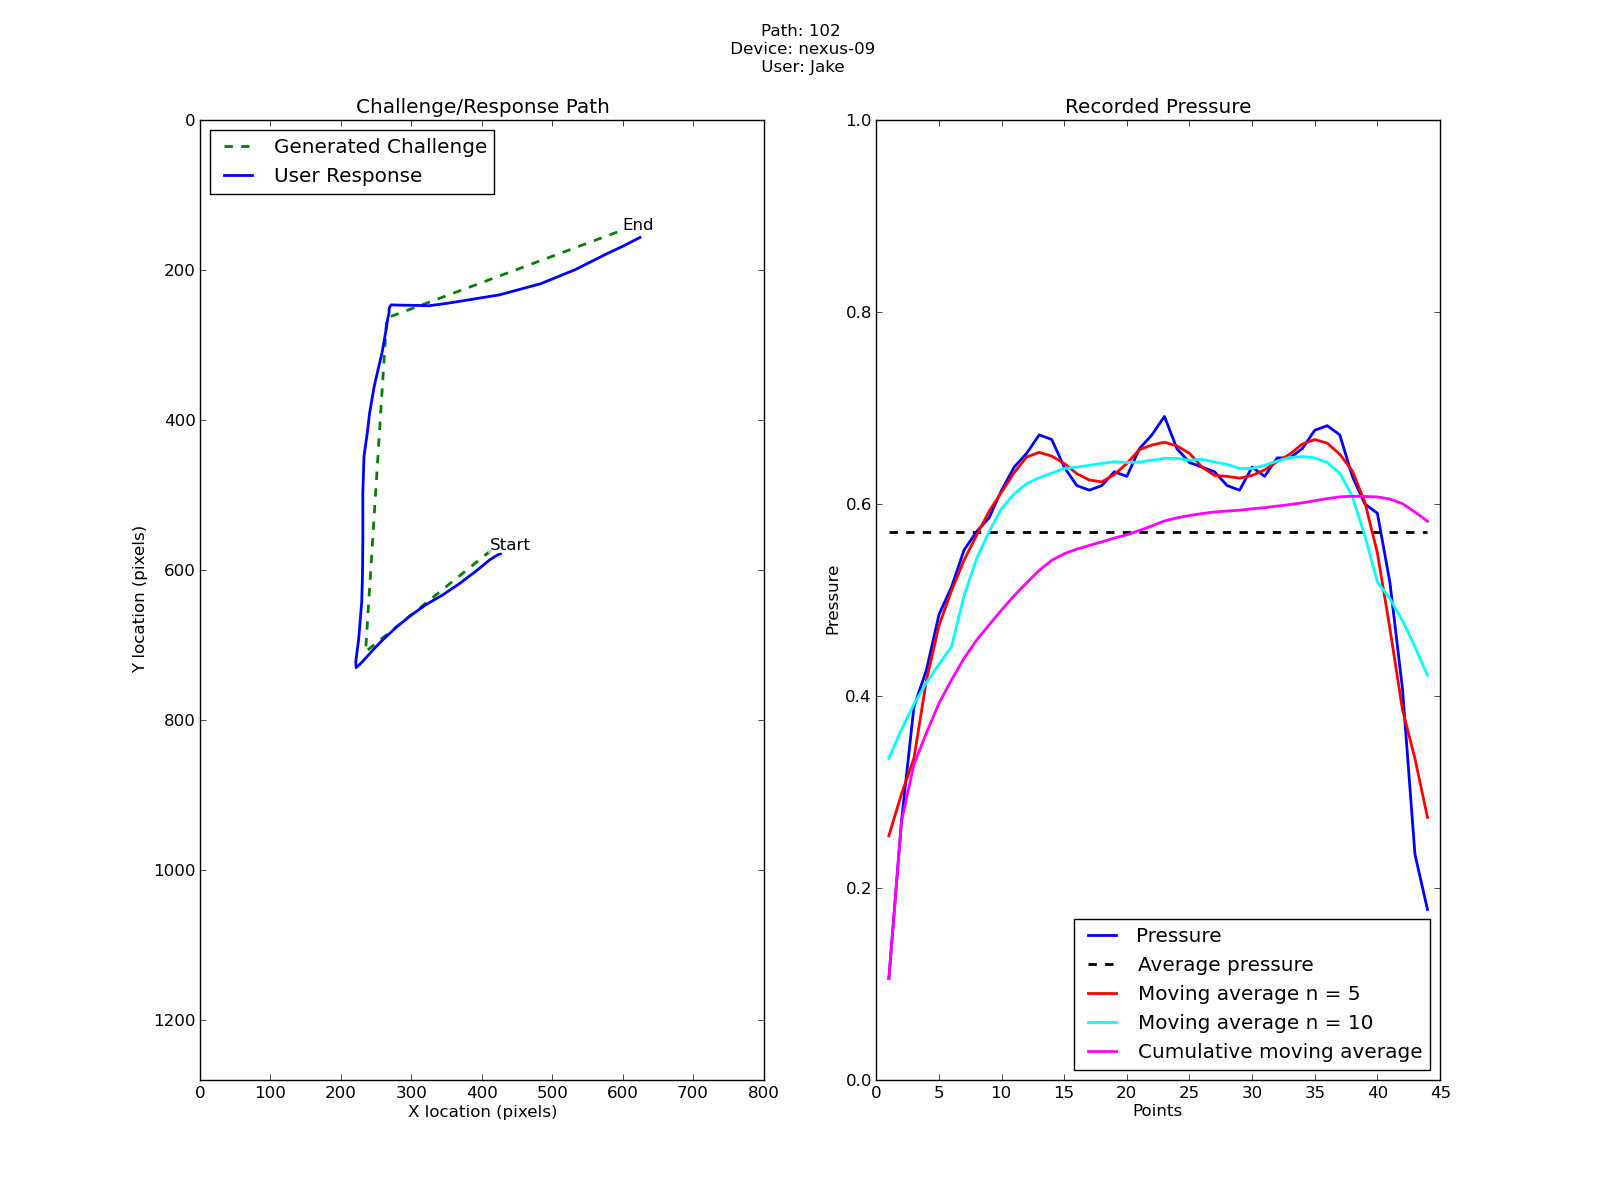 Path: 102
Device: nexus-09
User: Jake
Challenge/Response Path
Generated Challenge
User Response
End
Start
0
200
400
600
800
1000
1200
Y location (pixels)
0 100 200 300 400 500 600 700 800
X location (pixels)
Recorded Pressure
1.0
0.8
0.6
0.4
0.2
0.0
Pressure
Pressure
Average pressure
Moving average n = 5
Moving average n = 10
Cumulative moving average
0 5 10 15 20 25 30 35 40 45
Points